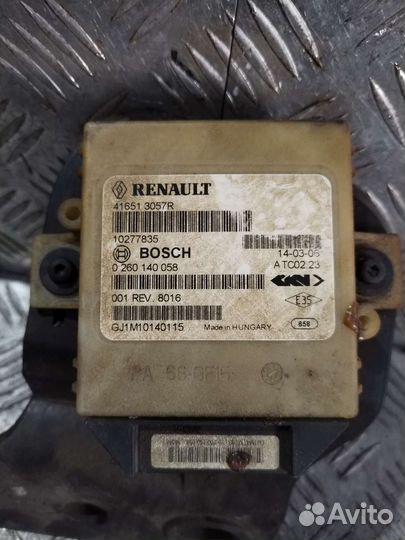 RENAULT
41651 3057R
10277835
BOSCH
14-03-06
0 260 140 058
ATC02.23
GKN
001 REV. 8016
E35
GJ1M10140115
Made in HUNGARY
858
Avito